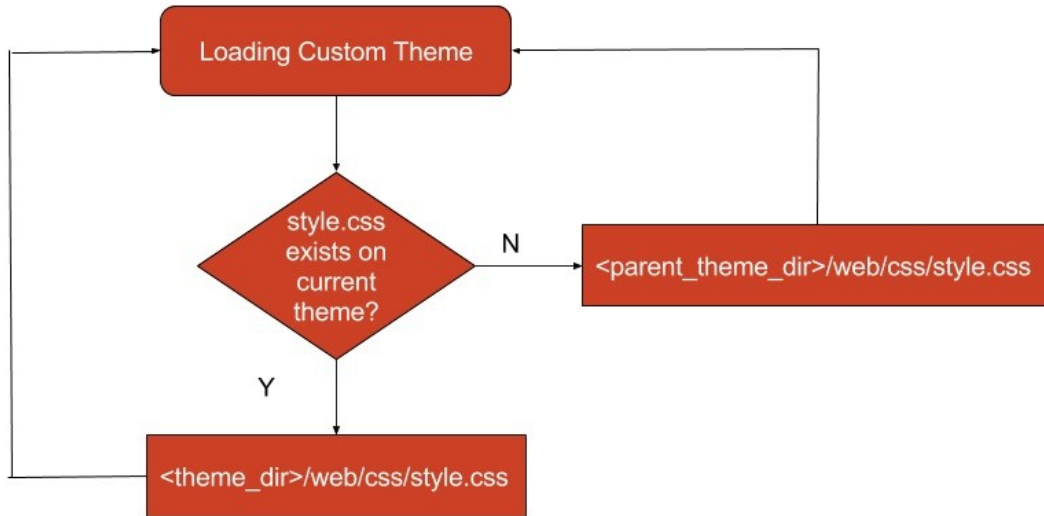 Loading Custom Theme
style.css
exists on
current
theme?
N
<parent_theme_dir>/web/css/style.css
Y
<theme_dir>/web/css/style.css